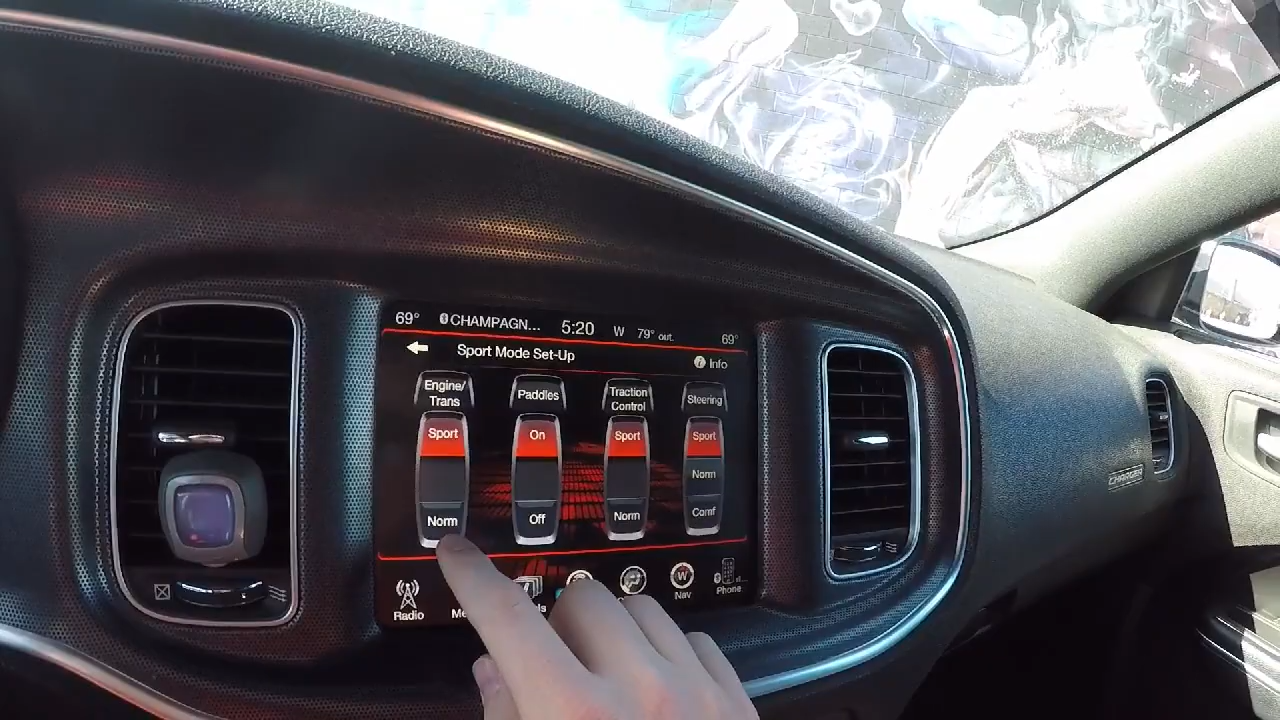 69° CHAMPAGN... 5:20 W 79° out. 69°
Sport Mode Set-Up
Info
Engine/
Trans
Paddles
Traction
Control
Steering
Sport
On
Sport
Sport
Norm
Norm
Off
Norm
Comf
Radio
Nav
Phone
CHARGER